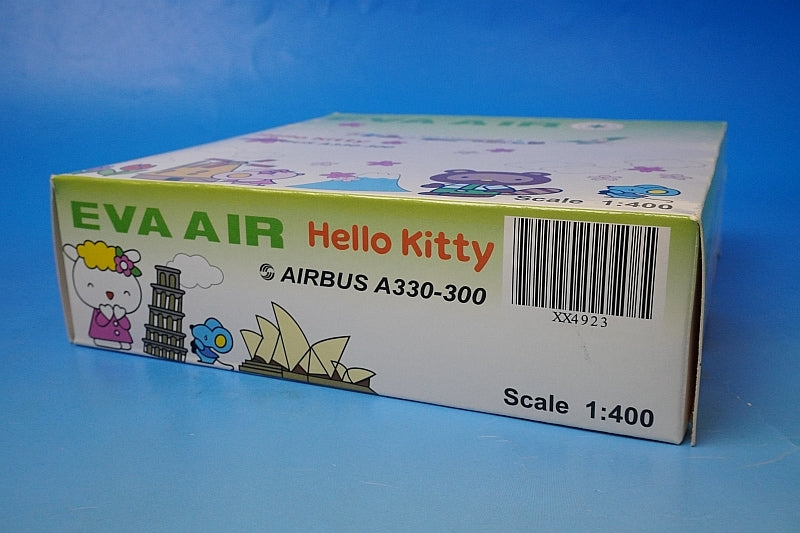 EVA AIR
Scale 1:400
EVA AIR Hello Kitty
AIRBUS A330-300
XX4923
Scale 1:400